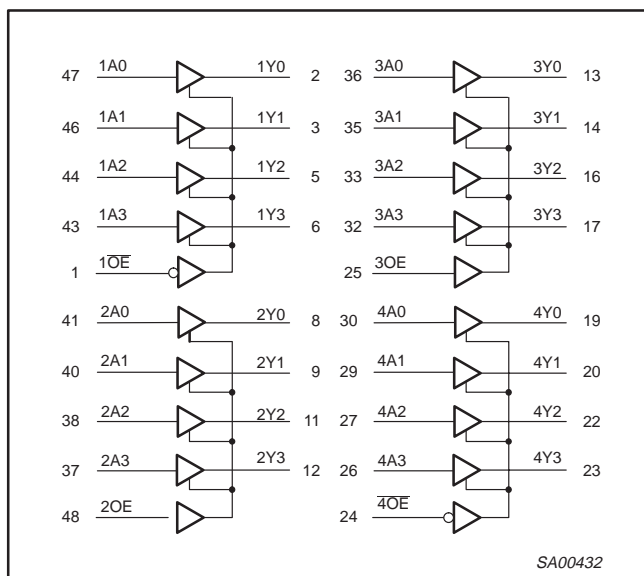 47 1A0 1Y0 2 36 3A0 3Y0 13
46 1A1 1Y1 3 35 3A1 3Y1 14
44 1A2 1Y2 5 33 3A2 3Y2 16
43 1A3 1Y3 6 32 3A3 3Y3 17
1 1O̅E̅ 25 3OE
41 2A0 2Y0 8 30 4A0 4Y0 19
40 2A1 2Y1 9 29 4A1 4Y1 20
38 2A2 2Y2 11 27 4A2 4Y2 22
37 2A3 2Y3 12 26 4A3 4Y3 23
48 2OE 24 4̅O̅E̅
SA00432